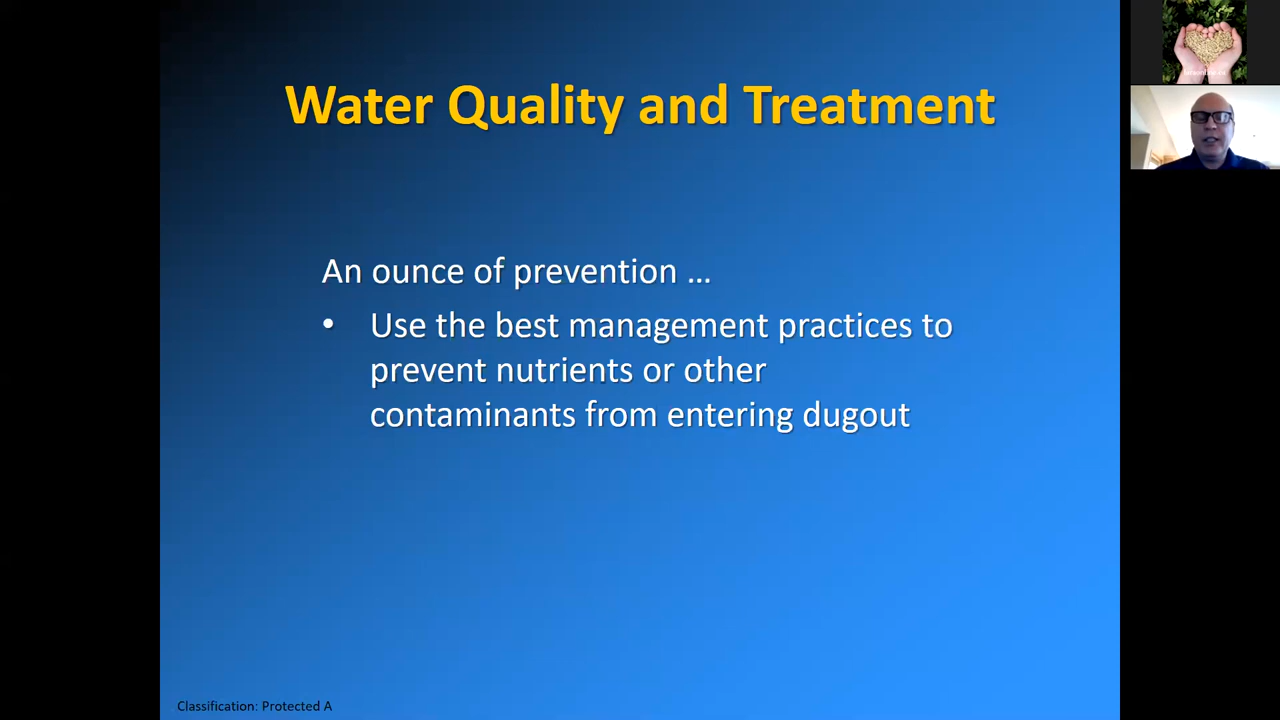 Water Quality and Treatment
An ounce of prevention ...
• Use the best management practices to
prevent nutrients or other
contaminants from entering dugout
Classification: Protected A